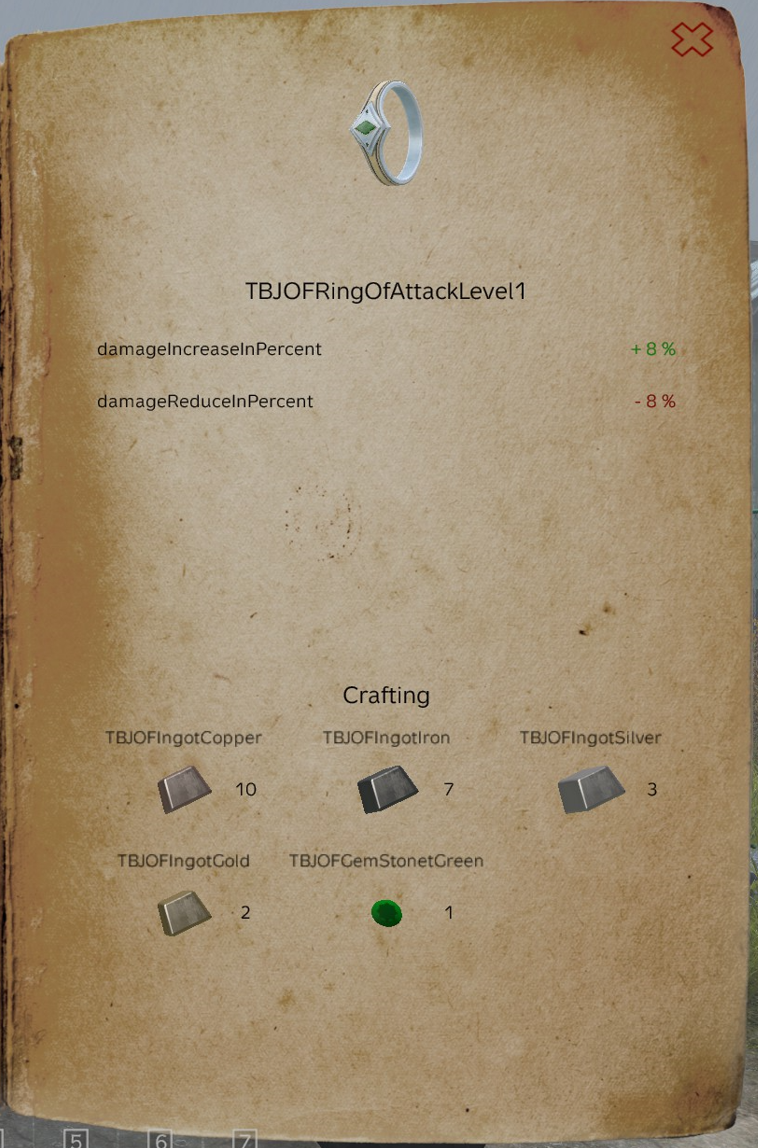 TBJOFRingOfAttackLevel1
damageIncreaseInPercent + 8 %
damageReduceInPercent - 8 %
Crafting
TBJOFIngotCopper TBJOFIngotIron TBJOFIngotSilver
10 7 3
TBJOFIngotGold TBJOFGemStonetGreen
2 1
5 6 7